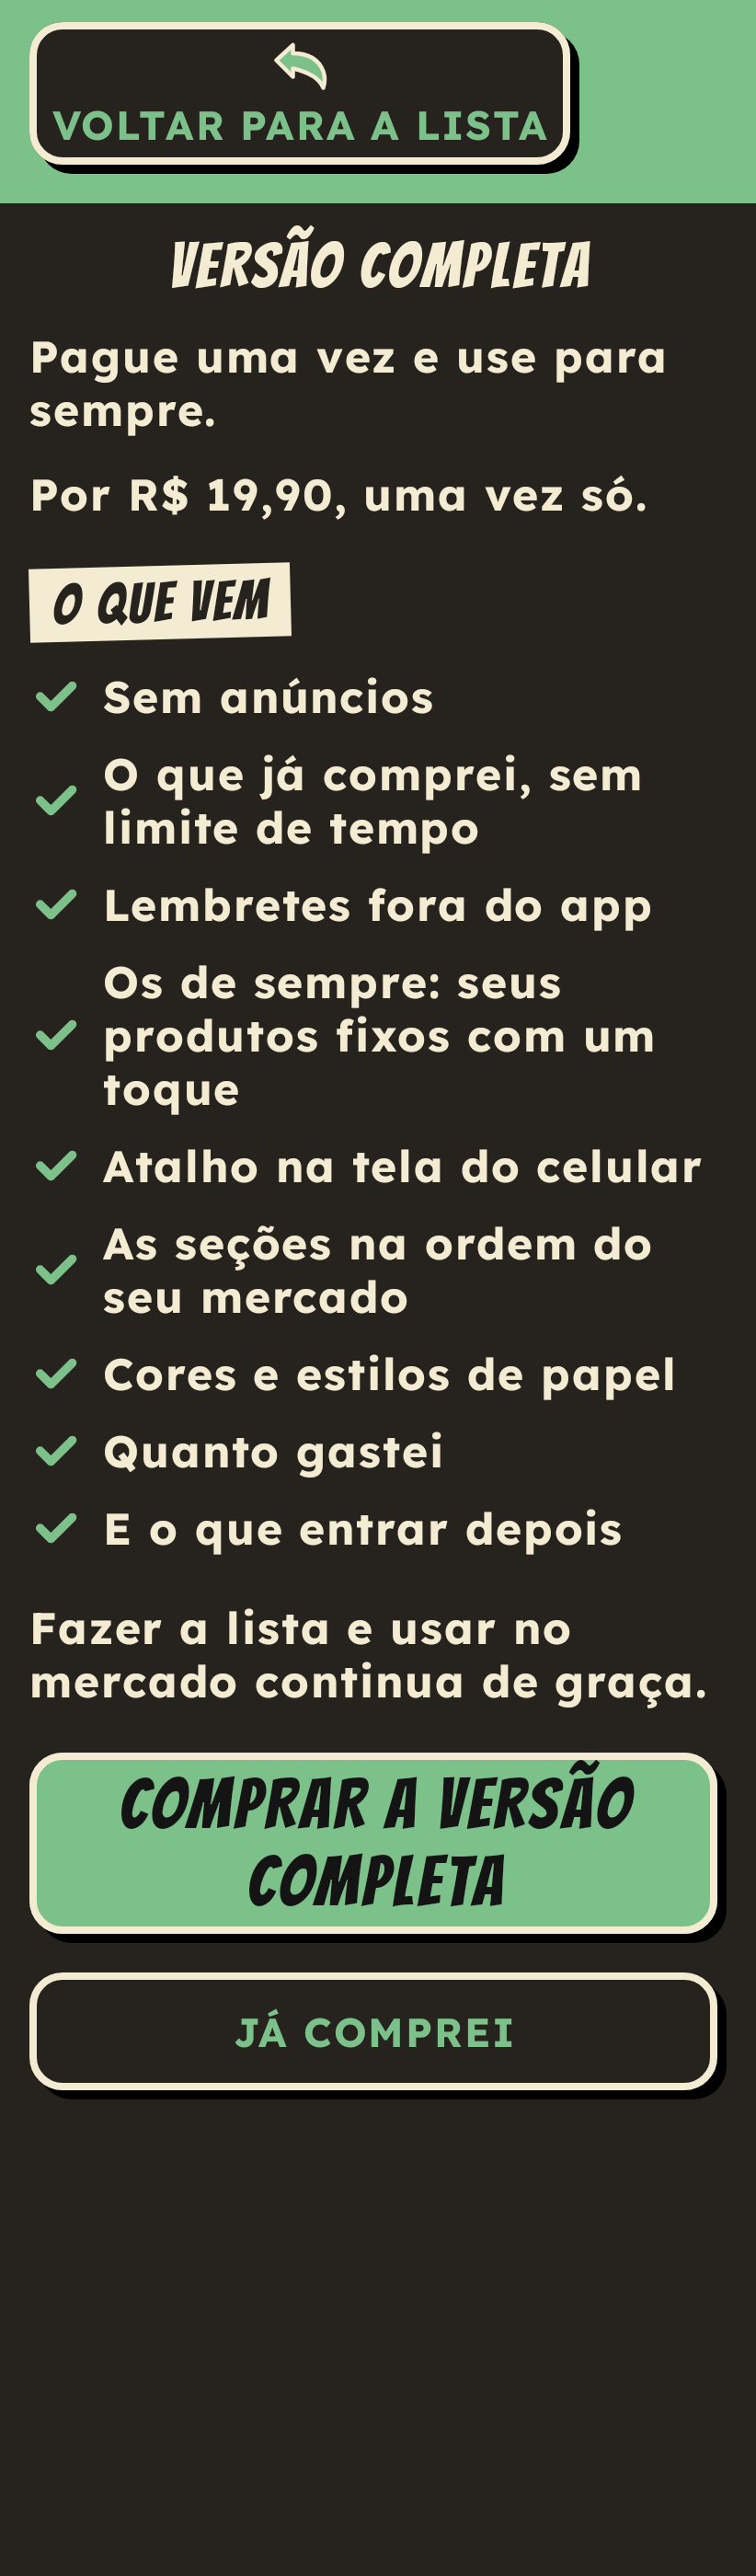 VOLTAR PARA A LISTA
VERSÃO COMPLETA
Pague uma vez e use para
sempre.
Por R$ 19,90, uma vez só.
O QUE VEM
Sem anúncios
O que já comprei, sem
limite de tempo
Lembretes fora do app
Os de sempre: seus
produtos fixos com um
toque
Atalho na tela do celular
As seções na ordem do
seu mercado
Cores e estilos de papel
Quanto gastei
E o que entrar depois
Fazer a lista e usar no
mercado continua de graça.
COMPRAR A VERSÃO
COMPLETA
JÁ COMPREI